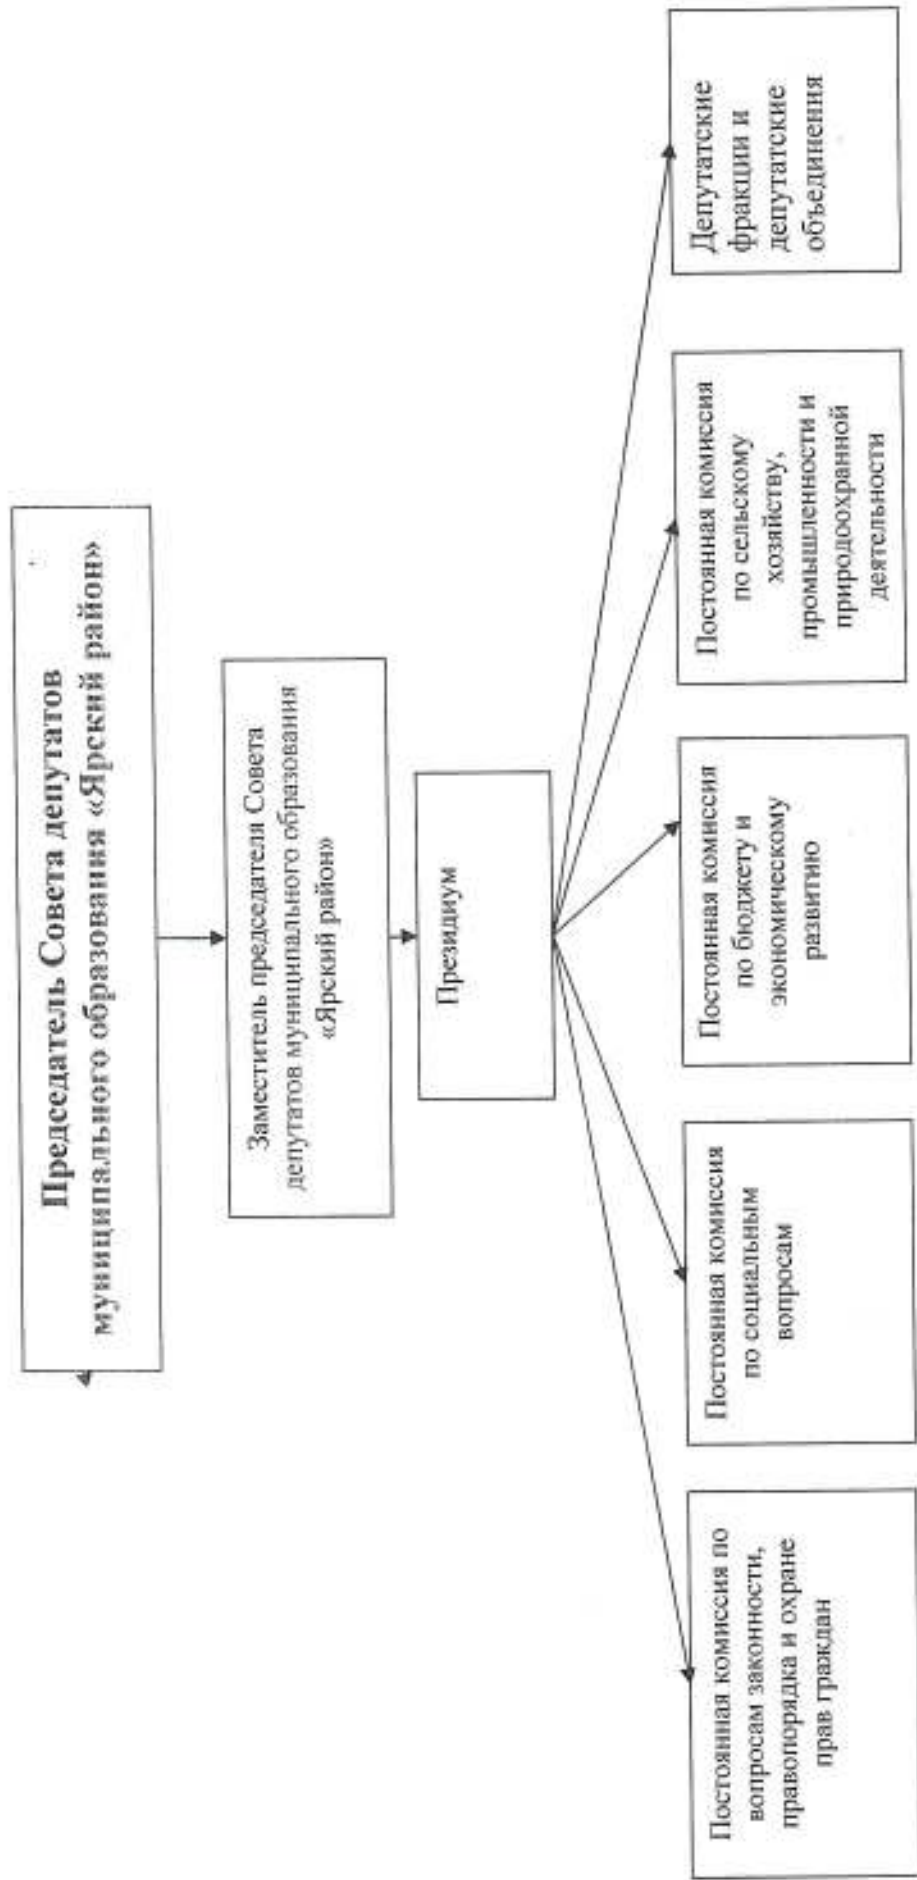 Председатель Совета депутатов
муниципального образования «Ярский район»
Заместитель председателя Совета
депутатов муниципального образования
«Ярский район»
Президиум
Постоянная комиссия по
вопросам законности,
правопорядка и охране
прав граждан
Постоянная комиссия
по социальным
вопросам
Постоянная комиссия
по бюджету и
экономическому
развитию
Постоянная комиссия
по сельскому
хозяйству,
промышленности и
природоохранной
деятельности
Депутатские
фракции и
депутатские
объединения